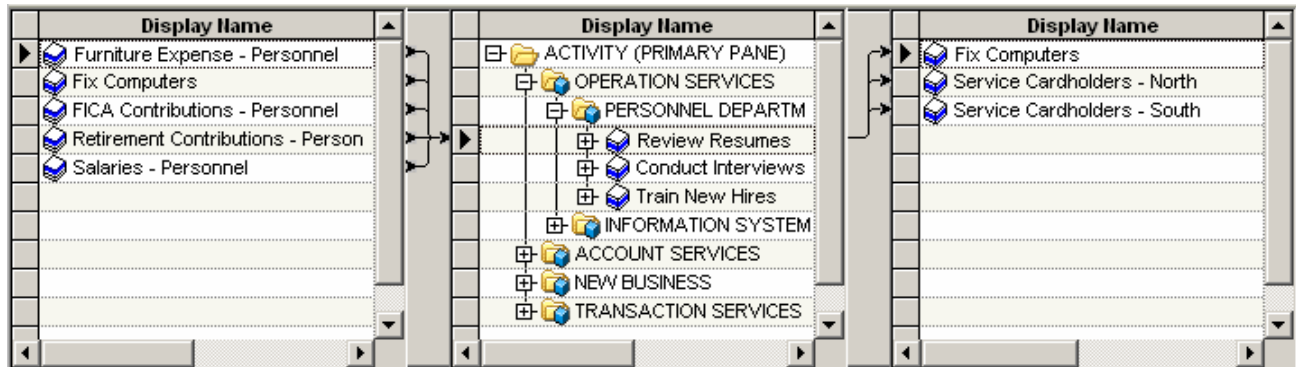 Display Name
Furniture Expense - Personnel
Fix Computers
FICA Contributions - Personnel
Retirement Contributions - Person
Salaries - Personnel
Display Name
ACTIVITY (PRIMARY PANE)
OPERATION SERVICES
PERSONNEL DEPARTM
Review Resumes
Conduct Interviews
Train New Hires
INFORMATION SYSTEM
ACCOUNT SERVICES
NEW BUSINESS
TRANSACTION SERVICES
Display Name
Fix Computers
Service Cardholders - North
Service Cardholders - South